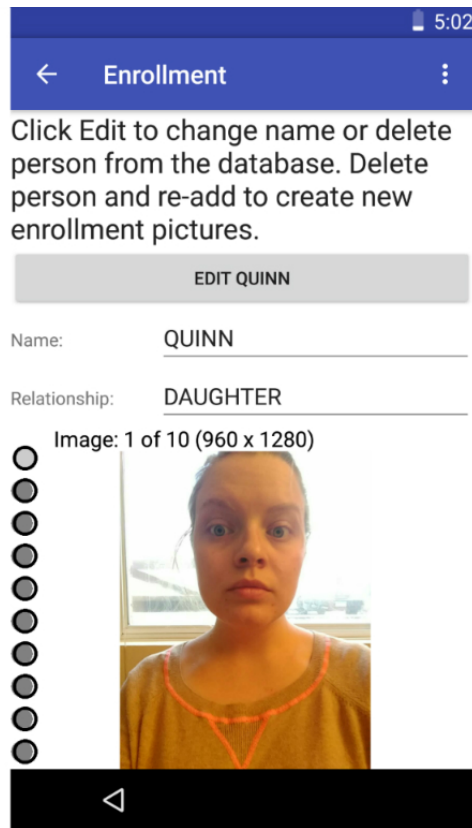 5:02
Enrollment
Click Edit to change name or delete
person from the database. Delete
person and re-add to create new
enrollment pictures.
EDIT QUINN
Name: QUINN
Relationship: DAUGHTER
Image: 1 of 10 (960 x 1280)